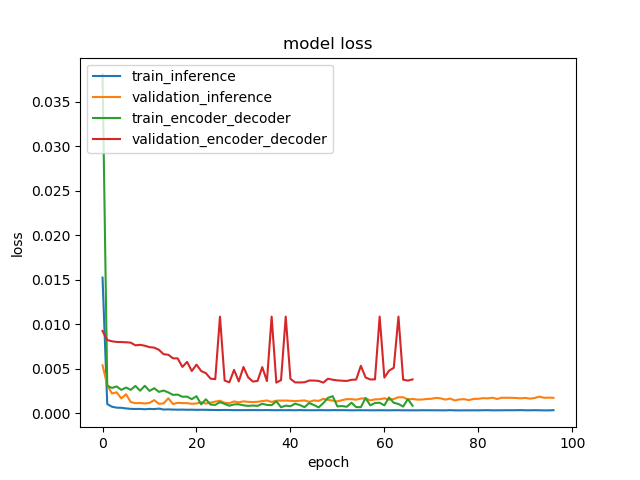 model loss
train_inference
validation_inference
train_encoder_decoder
validation_encoder_decoder
0.035
0.030
0.025
0.020
0.015
0.010
0.005
0.000
loss
0 20 40 60 80 100
epoch